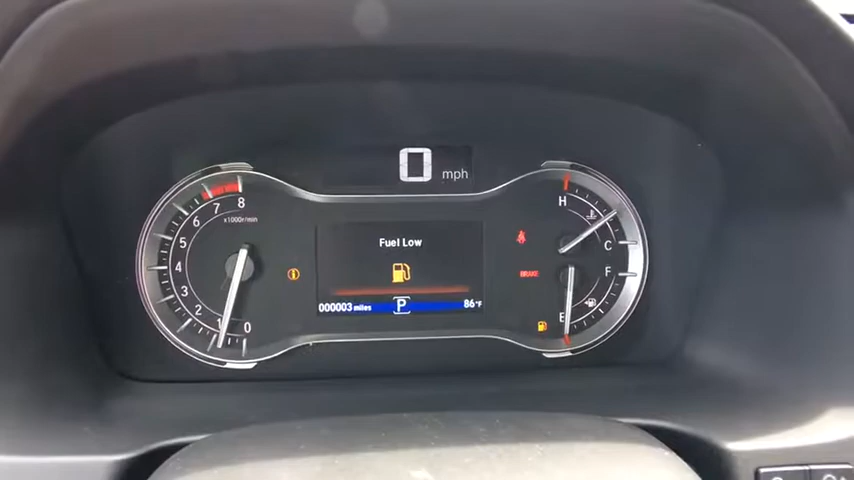 0 mph
8
7
6
5
4
3
2
1
0
x1000r/min
Fuel Low
000003 miles
P
86°F
BRAKE
H
C
F
E